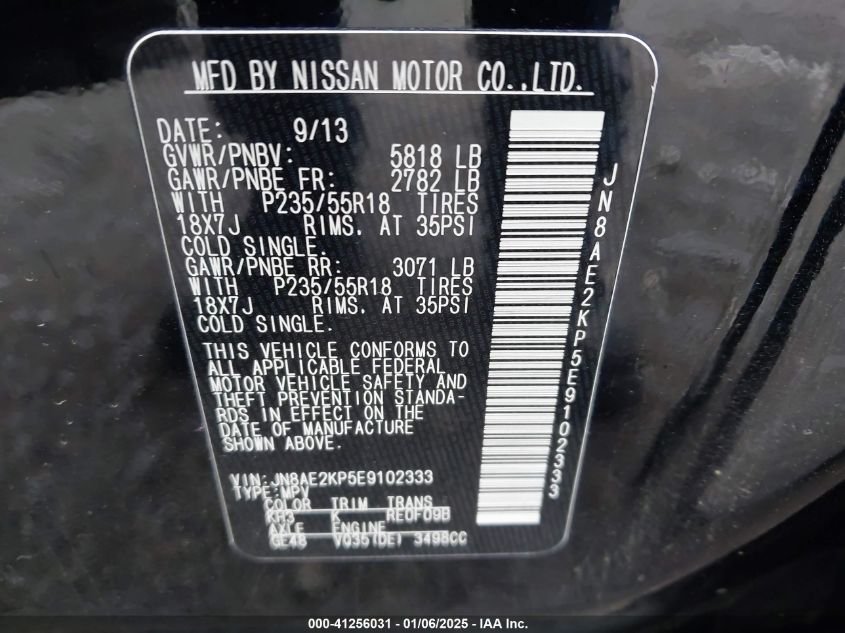 MFD BY NISSAN MOTOR CO.,LTD.
DATE: 9/13
GVWR/PNBV: 5818 LB
GAWR/PNBE FR: 2782 LB
WITH P235/55R18 TIRES
18X7J RIMS. AT 35PSI
COLD SINGLE.
GAWR/PNBE RR: 3071 LB
WITH P235/55R18 TIRES
18X7J RIMS. AT 35PSI
COLD SINGLE.
THIS VEHICLE CONFORMS TO
ALL APPLICABLE FEDERAL
MOTOR VEHICLE SAFETY AND
THEFT PREVENTION STANDA-
RDS IN EFFECT ON THE
DATE OF MANUFACTURE
SHOWN ABOVE.
VIN:JN8AE2KP5E9102333
TYPE:MPV
COLOR TRIM TRANS
KH3 K RE0F09B
AXLE ENGINE
GE48 VQ35(DE) 3498CC
JN8AE2KP5E9102333
000-41256031 - 01/06/2025 - IAA Inc.